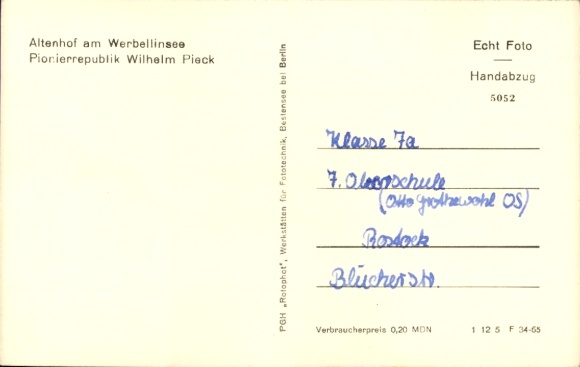 Altenhof am Werbellinsee
Pionierrepublik Wilhelm Pieck
PGH „Rotophot", Werkstätten für Fototechnik, Bestensee bei Berlin
Echt Foto
Handabzug
5052
Klasse 7a
7. Oberschule
(Otto Grothewohl OS)
Rostock
Blücherstr.
Verbraucherpreis 0,20 MDN 1 12 5 F 34-65